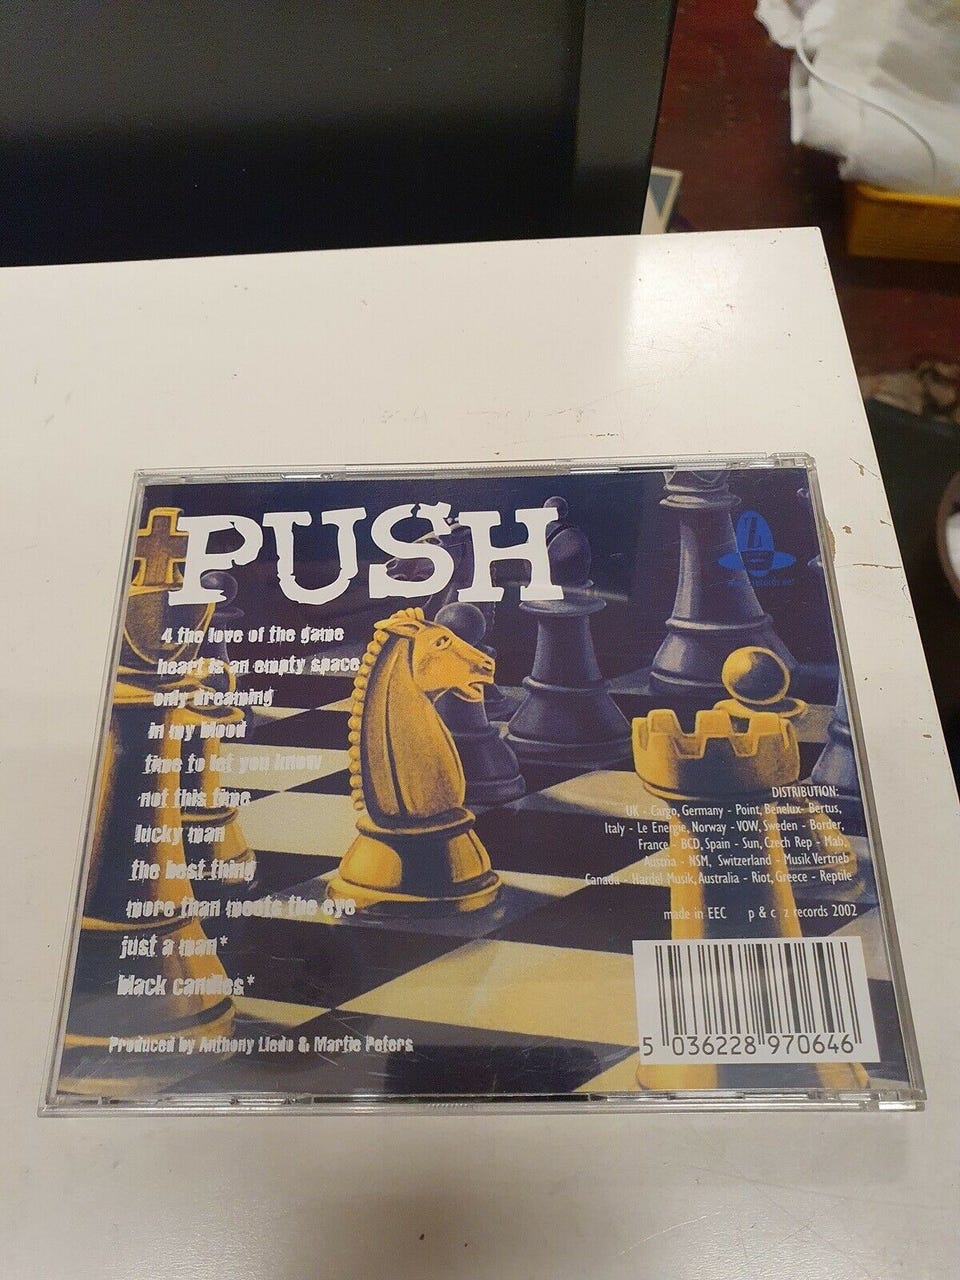 PUSH
4 the love of the game
heart is an empty space
only dreaming
in my blood
time to let you know
not this time
lucky man
the best thing
more than meets the eye
just a man*
black candles*
Produced by Anthony Lledo & Martie Peters
Z
DISTRIBUTION:
UK - Cargo, Germany - Point, Benelux- Bertus,
Italy - Le Energie, Norway - VOW, Sweden - Border,
France - BCD, Spain - Sun, Czech Rep - Mab,
Austria - NSM, Switzerland - Musik Vertrieb
Canada - Hardel Musik, Australia - Riot, Greece - Reptile
made in EEC p & c z records 2002
5 036228 970646